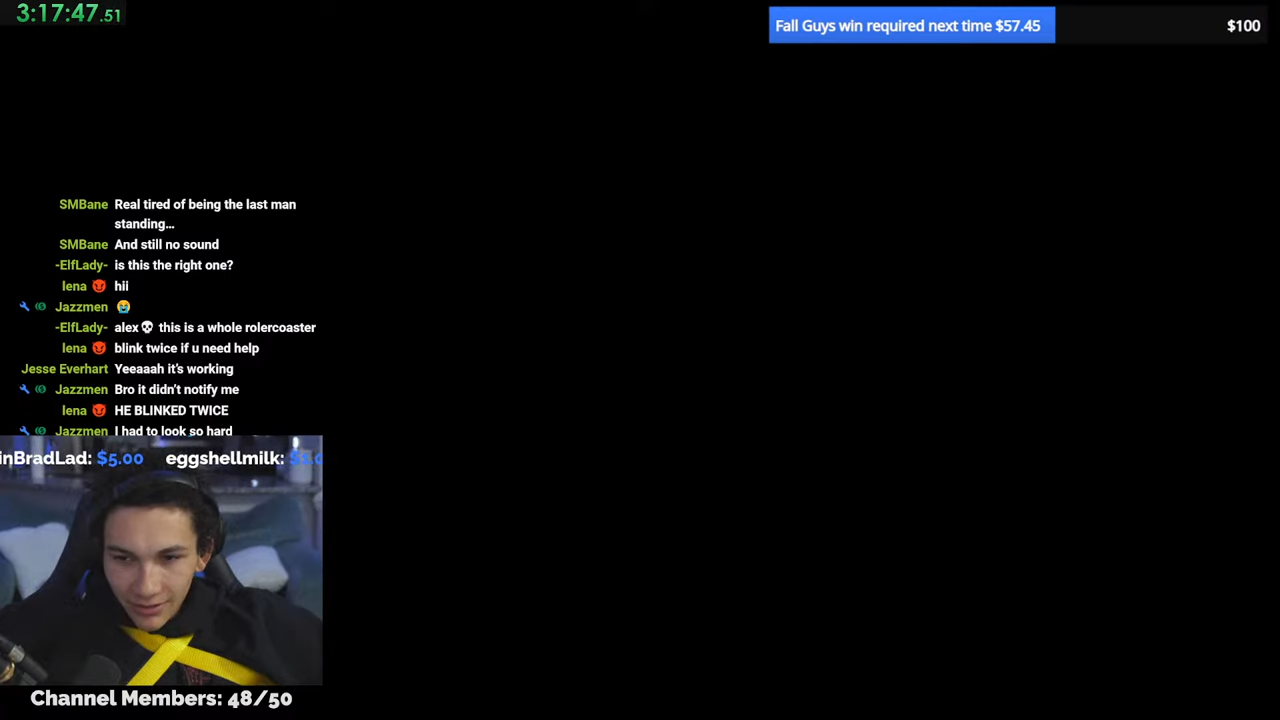 3:17:47.51
Fall Guys win required next time $57.45 $100
SMBane Real tired of being the last man
standing...
SMBane And still no sound
-ElfLady- is this the right one?
lena 👿 hii
Jazzmen 😭
-ElfLady- alex💀 this is a whole rolercoaster
lena 👿 blink twice if u need help
Jesse Everhart Yeeaaah it's working
Jazzmen Bro it didn't notify me
lena 👿 HE BLINKED TWICE
Jazzmen I had to look so hard
inBradLad: $5.00 eggshellmilk:
Channel Members: 48/50